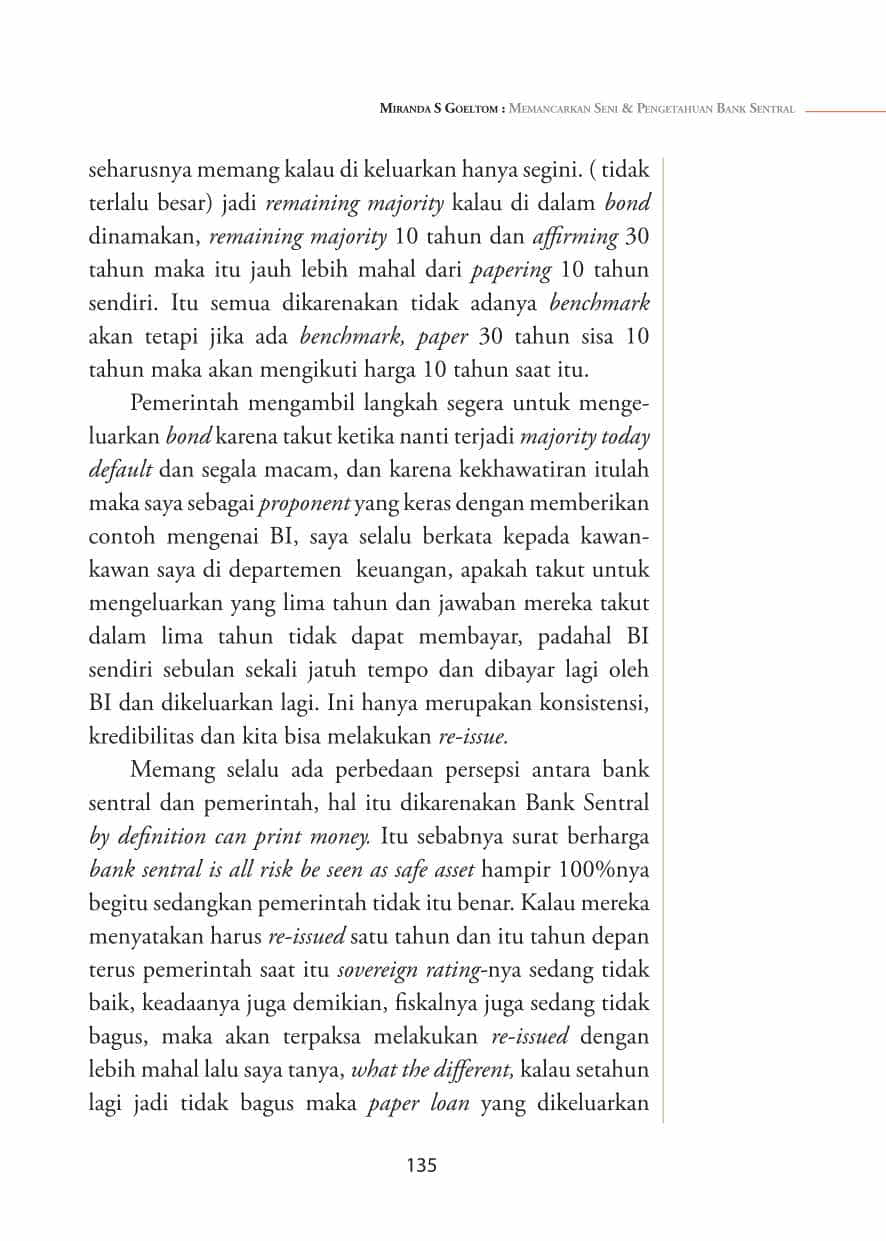 Miranda S Goeltom : Memancarkan Seni & Pengetahuan Bank Sentral
seharusnya memang kalau di keluarkan hanya segini. ( tidak
terlalu besar) jadi remaining majority kalau di dalam bond
dinamakan, remaining majority 10 tahun dan affirming 30
tahun maka itu jauh lebih mahal dari papering 10 tahun
sendiri. Itu semua dikarenakan tidak adanya benchmark
akan tetapi jika ada benchmark, paper 30 tahun sisa 10
tahun maka akan mengikuti harga 10 tahun saat itu.
Pemerintah mengambil langkah segera untuk menge-
luarkan bond karena takut ketika nanti terjadi majority today
default dan segala macam, dan karena kekhawatiran itulah
maka saya sebagai proponent yang keras dengan memberikan
contoh mengenai BI, saya selalu berkata kepada kawan-
kawan saya di departemen keuangan, apakah takut untuk
mengeluarkan yang lima tahun dan jawaban mereka takut
dalam lima tahun tidak dapat membayar, padahal BI
sendiri sebulan sekali jatuh tempo dan dibayar lagi oleh
BI dan dikeluarkan lagi. Ini hanya merupakan konsistensi,
kredibilitas dan kita bisa melakukan re-issue.
Memang selalu ada perbedaan persepsi antara bank
sentral dan pemerintah, hal itu dikarenakan Bank Sentral
by definition can print money. Itu sebabnya surat berharga
bank sentral is all risk be seen as safe asset hampir 100%nya
begitu sedangkan pemerintah tidak itu benar. Kalau mereka
menyatakan harus re-issued satu tahun dan itu tahun depan
terus pemerintah saat itu sovereign rating-nya sedang tidak
baik, keadaanya juga demikian, fiskalnya juga sedang tidak
bagus, maka akan terpaksa melakukan re-issued dengan
lebih mahal lalu saya tanya, what the different, kalau setahun
lagi jadi tidak bagus maka paper loan yang dikeluarkan
135